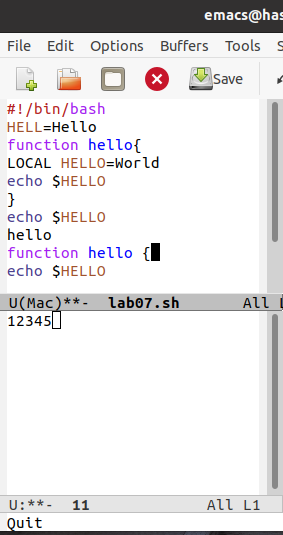 emacs@has
File Edit Options Buffers Tools S
Save
#!/bin/bash
HELL=Hello
function hello{
LOCAL HELLO=World
echo $HELLO
}
echo $HELLO
hello
function hello {
echo $HELLO
U(Mac)**- lab07.sh All L
12345
U:**- 11 All L1
Quit